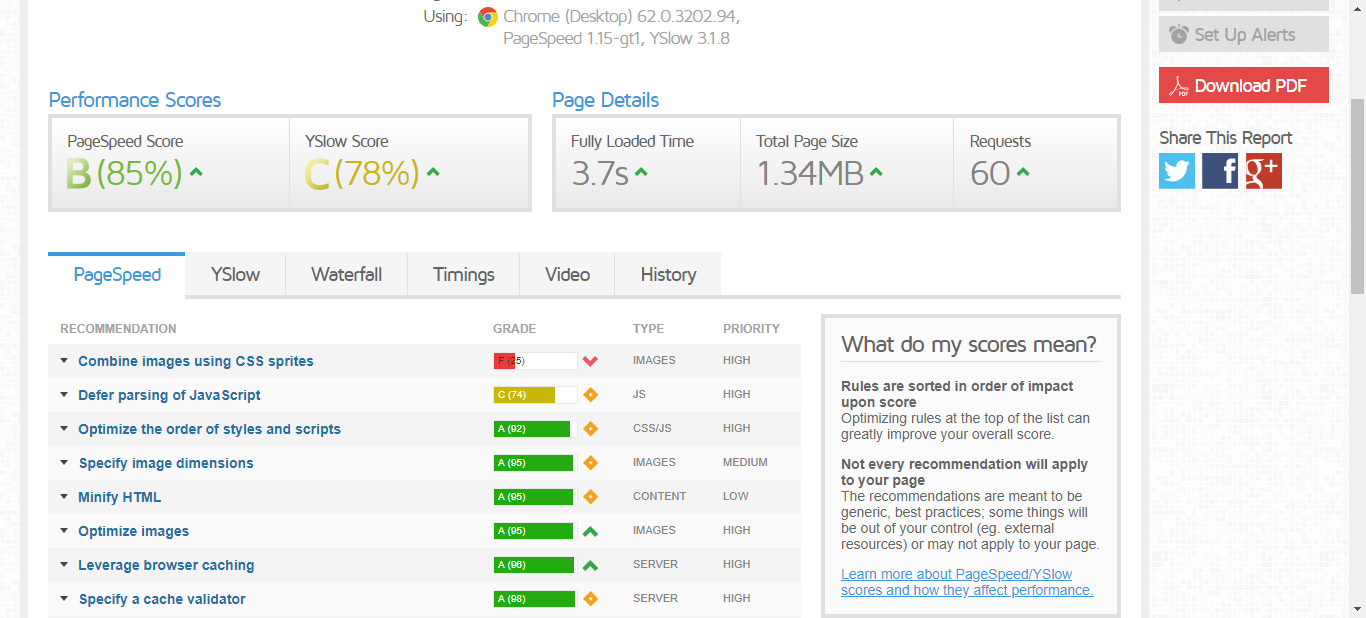 Using: Chrome (Desktop) 62.0.3202.94,
PageSpeed 1.15-gt1, YSlow 3.1.8
Set Up Alerts
Download PDF
Share This Report
Performance Scores
PageSpeed Score
B (85%)
YSlow Score
C (78%)
Page Details
Fully Loaded Time
3.7s
Total Page Size
1.34MB
Requests
60
PageSpeed YSlow Waterfall Timings Video History
RECOMMENDATION GRADE TYPE PRIORITY
Combine images using CSS sprites F (25) IMAGES HIGH
Defer parsing of JavaScript C (74) JS HIGH
Optimize the order of styles and scripts A (92) CSS/JS HIGH
Specify image dimensions A (95) IMAGES MEDIUM
Minify HTML A (95) CONTENT LOW
Optimize images A (95) IMAGES HIGH
Leverage browser caching A (96) SERVER HIGH
Specify a cache validator A (98) SERVER HIGH
What do my scores mean?
Rules are sorted in order of impact
upon score
Optimizing rules at the top of the list can
greatly improve your overall score.
Not every recommendation will apply
to your page
The recommendations are meant to be
generic, best practices; some things will
be out of your control (eg. external
resources) or may not apply to your page.
Learn more about PageSpeed/YSlow
scores and how they affect performance.